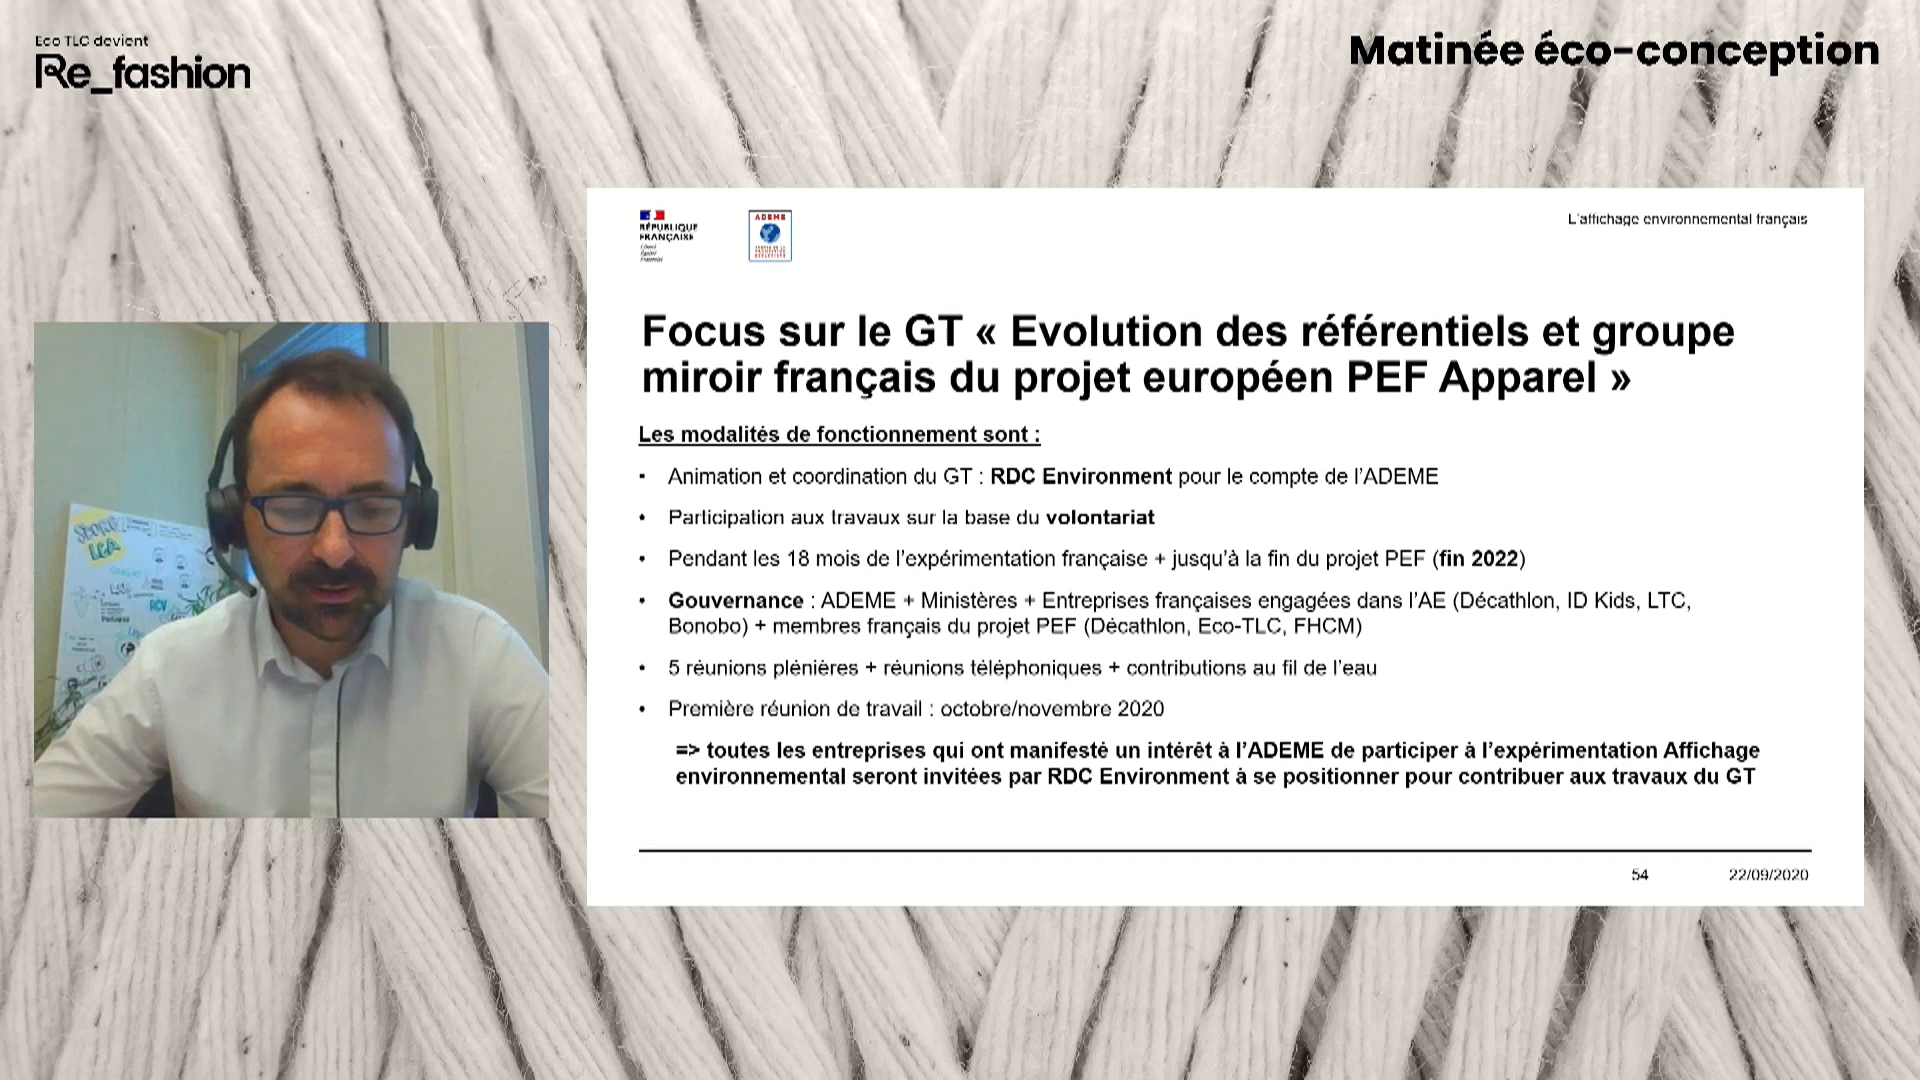 Eco TLC devient
Re_fashion
Matinée éco-conception
RÉPUBLIQUE
FRANÇAISE
Liberté
Égalité
Fraternité
ADEME
L'affichage environnemental français
Focus sur le GT « Evolution des référentiels et groupe
miroir français du projet européen PEF Apparel »
Les modalités de fonctionnement sont :
• Animation et coordination du GT : RDC Environment pour le compte de l'ADEME
• Participation aux travaux sur la base du volontariat
• Pendant les 18 mois de l'expérimentation française + jusqu'à la fin du projet PEF (fin 2022)
• Gouvernance : ADEME + Ministères + Entreprises françaises engagées dans l'AE (Décathlon, ID Kids, LTC,
Bonobo) + membres français du projet PEF (Décathlon, Eco-TLC, FHCM)
• 5 réunions plénières + réunions téléphoniques + contributions au fil de l'eau
• Première réunion de travail : octobre/novembre 2020
=> toutes les entreprises qui ont manifesté un intérêt à l'ADEME de participer à l'expérimentation Affichage
environnemental seront invitées par RDC Environment à se positionner pour contribuer aux travaux du GT
54
22/09/2020
LCA